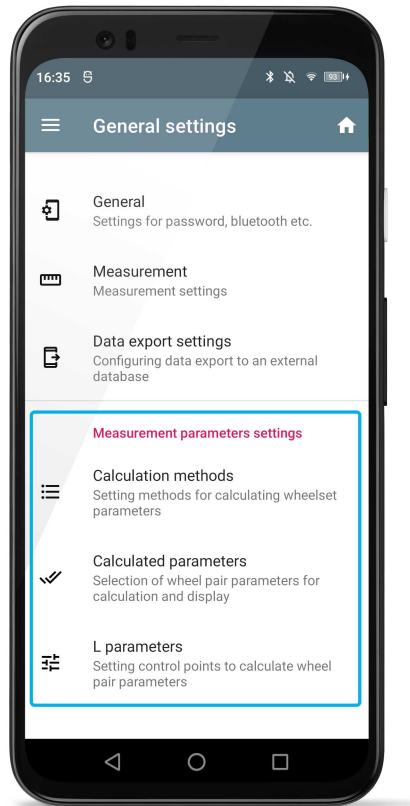 16:35
93
General settings
General
Settings for password, bluetooth etc.
Measurement
Measurement settings
Data export settings
Configuring data export to an external
database
Measurement parameters settings
Calculation methods
Setting methods for calculating wheelset
parameters
Calculated parameters
Selection of wheel pair parameters for
calculation and display
L parameters
Setting control points to calculate wheel
pair parameters